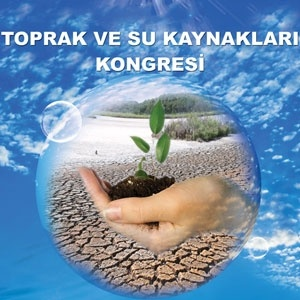 TOPRAK VE SU KAYNAKLARI
KONGRESİ